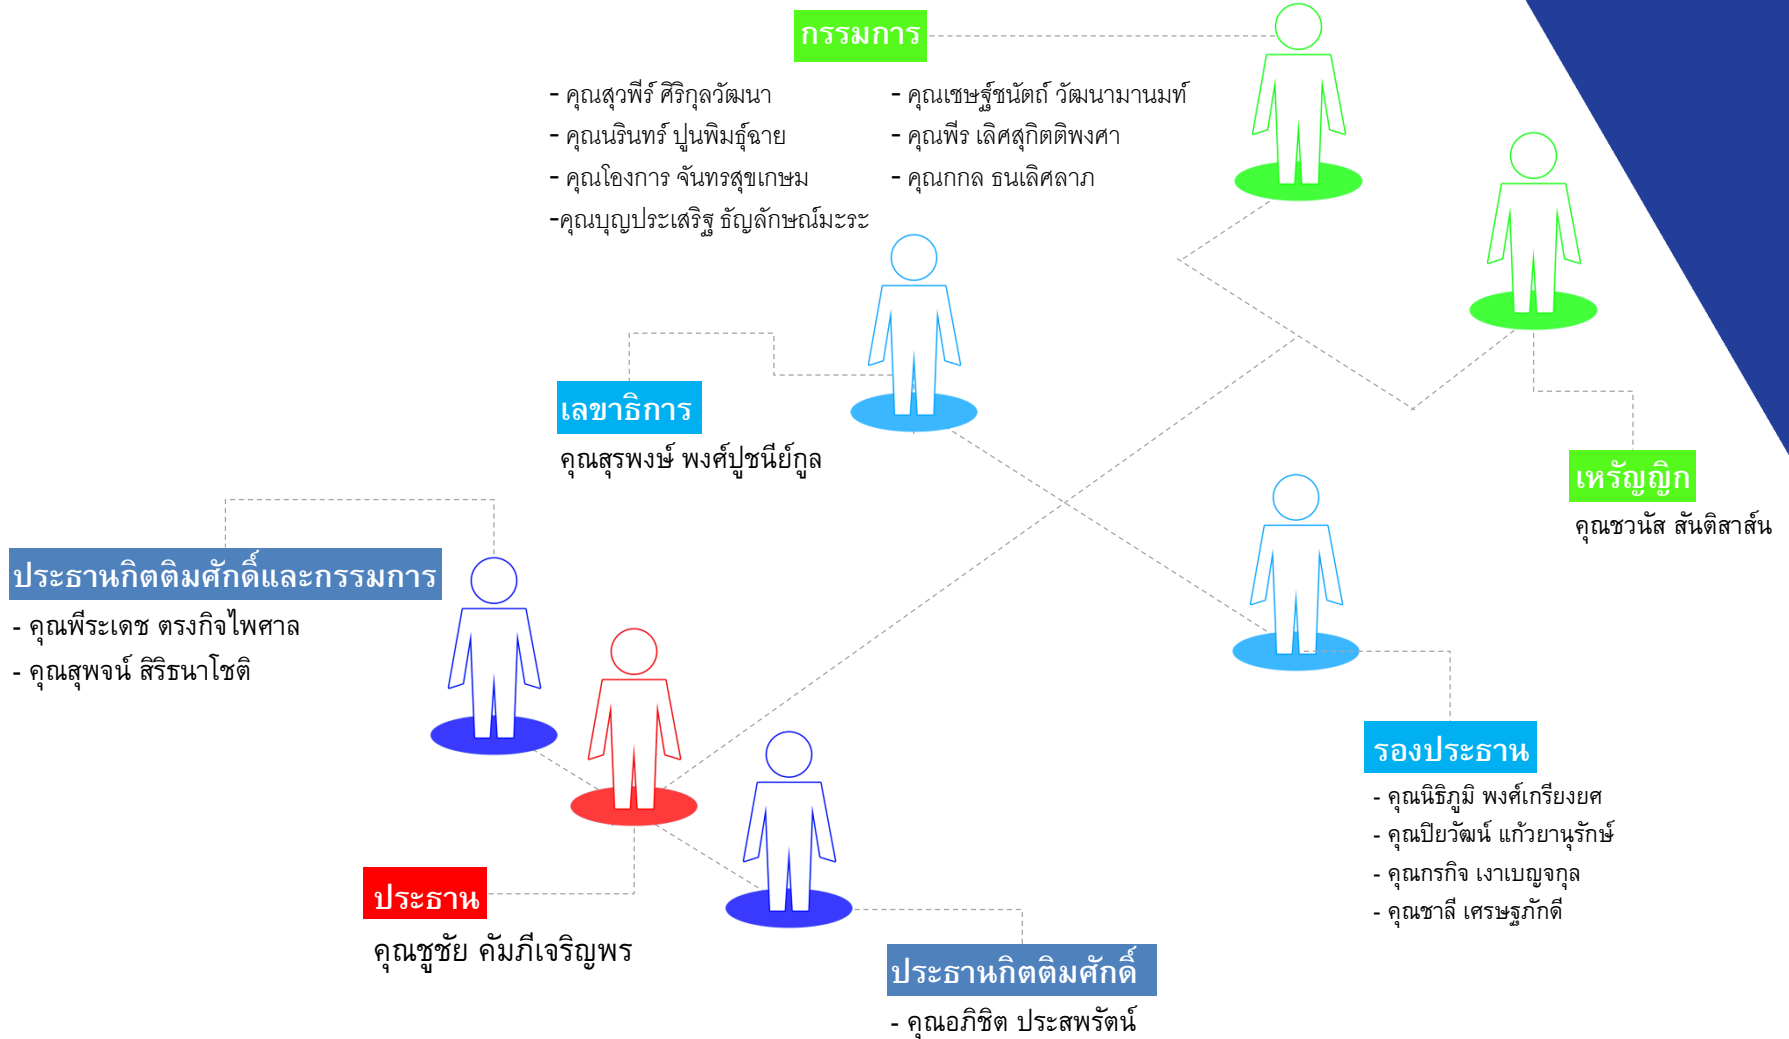 กรรมการ
- คุณสุวพีร์ ศิริกุลวัฒนา
- คุณนรินทร์ ปูนพิมธุ์ฉาย
- คุณโองการ จันทรสุขเกษม
-คุณบุญประเสริฐ ธัญลักษณ์มะระ
- คุณเชษฐ์ชนัตถ์ วัฒนามานมท์
- คุณพีร เลิศสุกิตติพงศา
- คุณกกล ธนเลิศลาภ
เลขาธิการ
คุณสุรพงษ์ พงศ์ปูชนีย์กูล
เหรัญญิก
คุณชวนัส สันติสาส์น
ประธานกิตติมศักดิ์และกรรมการ
- คุณพีระเดช ตรงกิจไพศาล
- คุณสุพจน์ สิริธนาโชติ
รองประธาน
- คุณนิธิภูมิ พงศ์เกรียงยศ
- คุณปิยวัฒน์ แก้วยานุรักษ์
- คุณกรกิจ เงาเบญจกุล
- คุณชาลี เศรษฐภักดี
ประธาน
คุณชูชัย คัมภีเจริญพร
ประธานกิตติมศักดิ์
- คุณอภิชิต ประสพรัตน์